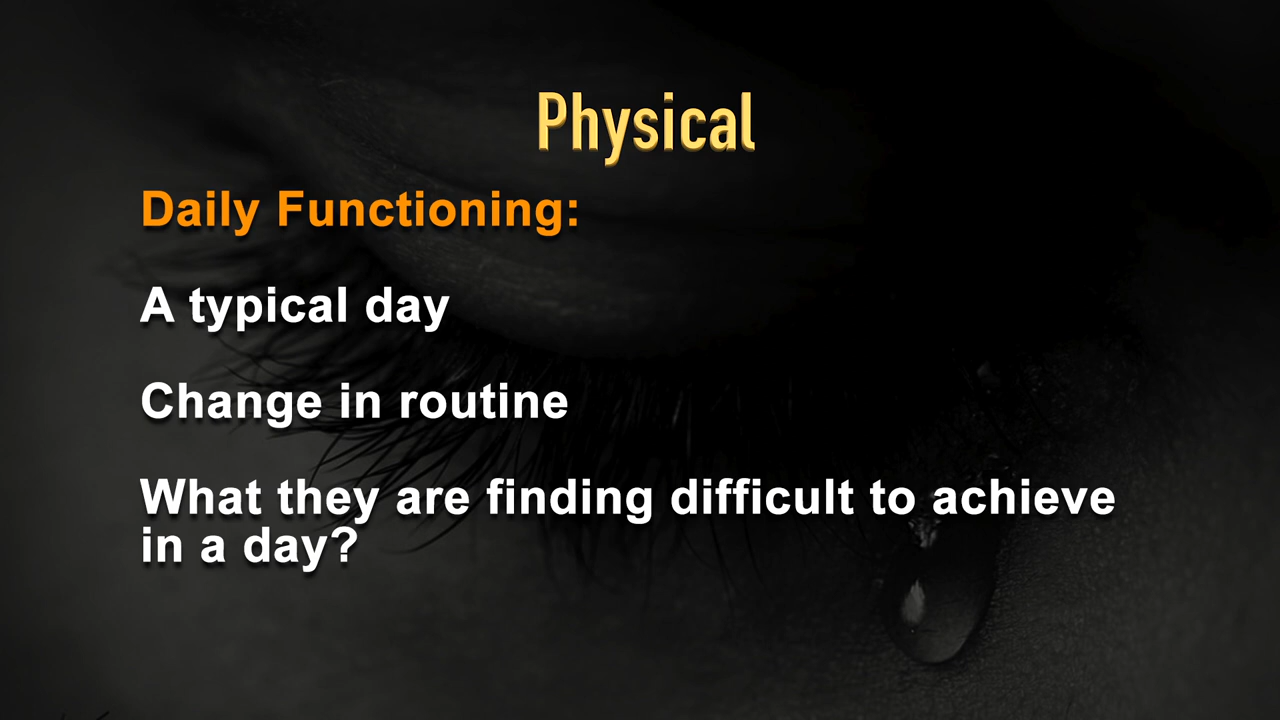 Physical
Daily Functioning:
A typical day
Change in routine
What they are finding difficult to achieve
in a day?